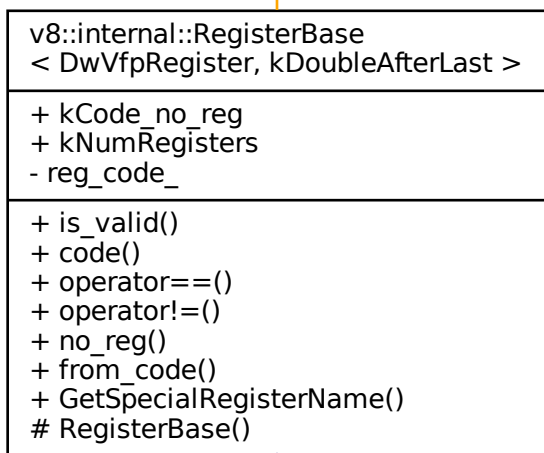 v8::internal::RegisterBase
< DwVfpRegister, kDoubleAfterLast >
+ kCode_no_reg
+ kNumRegisters
- reg_code_
+ is_valid()
+ code()
+ operator==()
+ operator!=()
+ no_reg()
+ from_code()
+ GetSpecialRegisterName()
# RegisterBase()